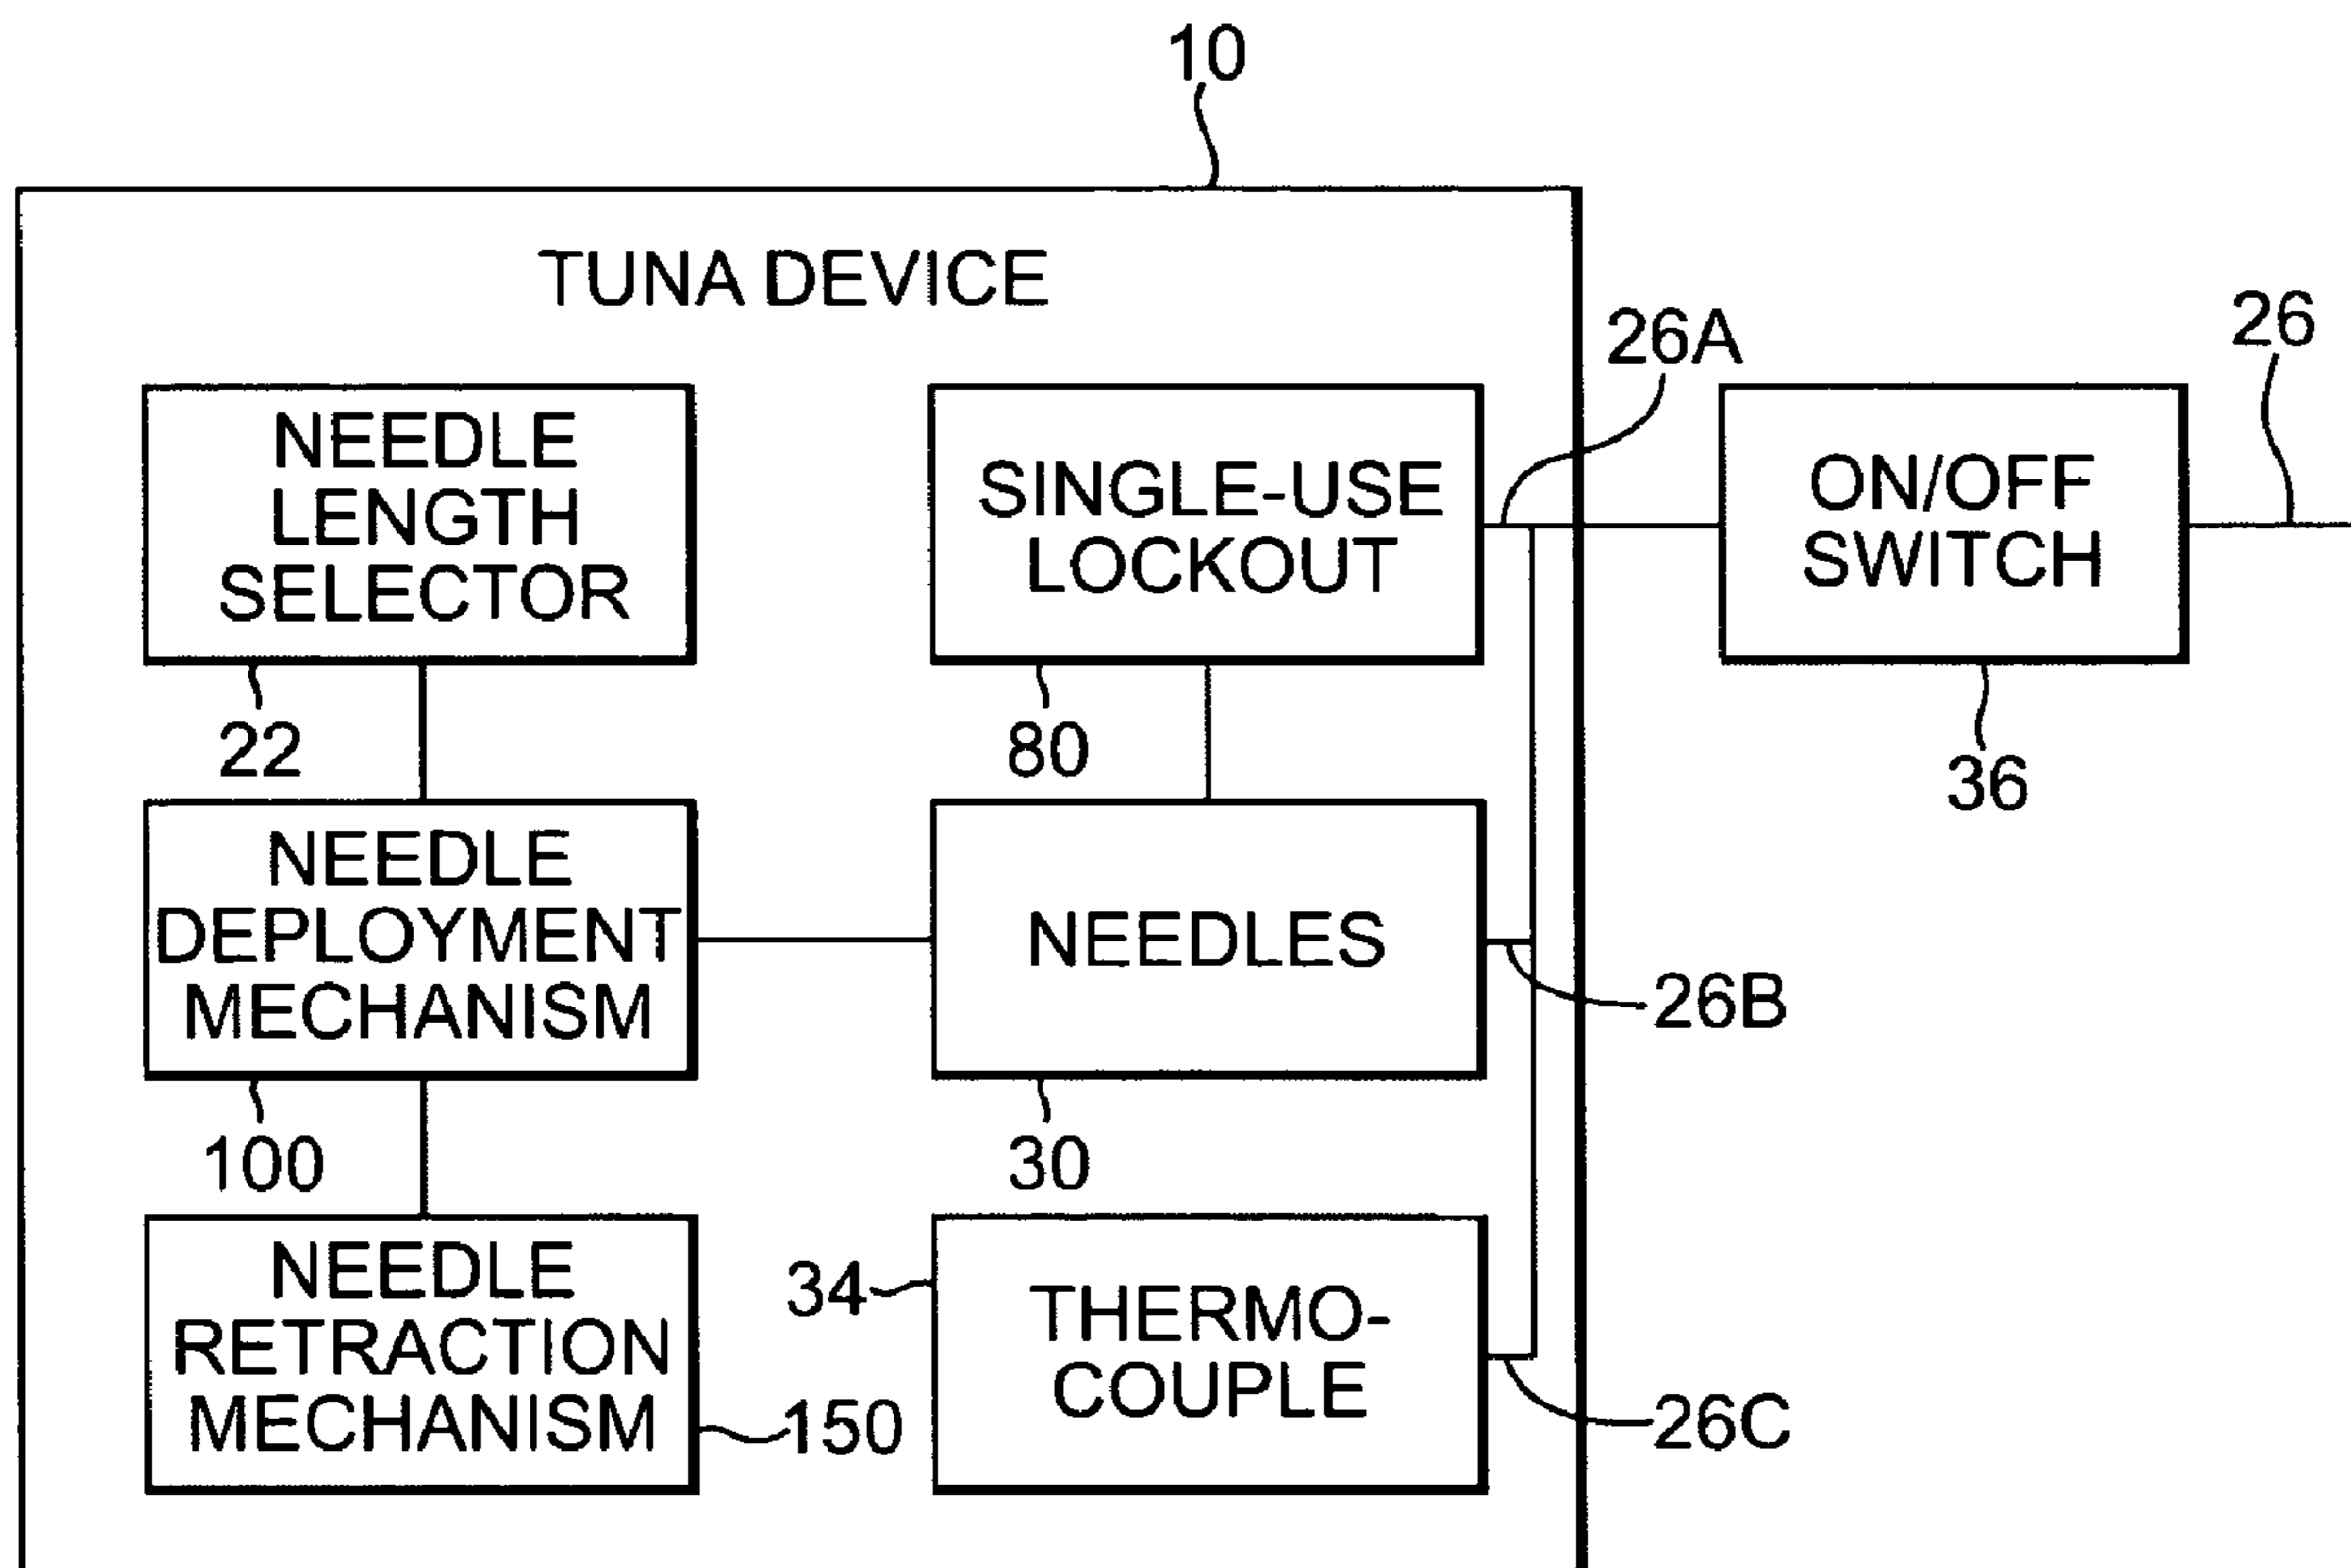 10
TUNA DEVICE
26A
26
NEEDLE
LENGTH
SELECTOR
22
SINGLE-USE
LOCKOUT
80
ON/OFF
SWITCH
36
NEEDLE
DEPLOYMENT
MECHANISM
100
NEEDLES
30
26B
NEEDLE
RETRACTION
MECHANISM
150
34
THERMO-
COUPLE
26C